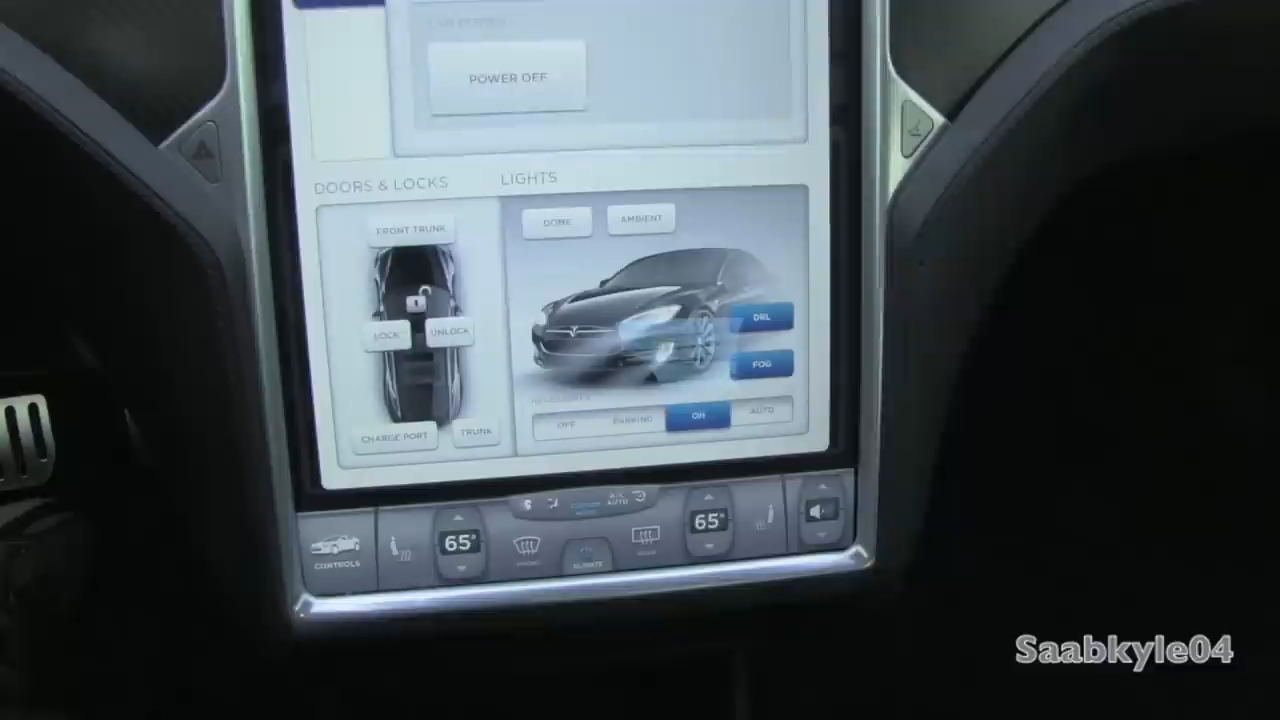 POWER OFF
DOORS & LOCKS
LIGHTS
FRONT TRUNK
DOME
AMBIENT
LOCK
UNLOCK
DRL
FOG
CHARGE PORT
TRUNK
OFF
PARKING
ON
AUTO
A/C
AUTO
CONTROLS
65°
CLIMATE
65°
Saabkyle04